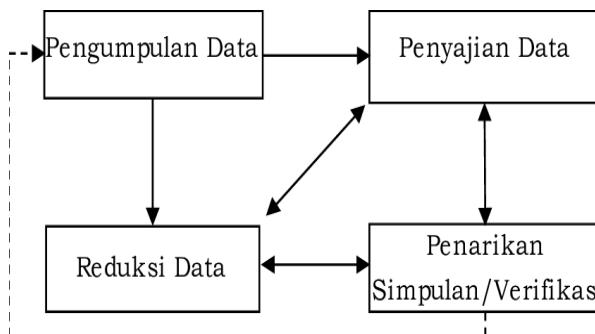 Pengumpulan Data
Penyajian Data
Reduksi Data
Penarikan
Simpulan/Verifikas